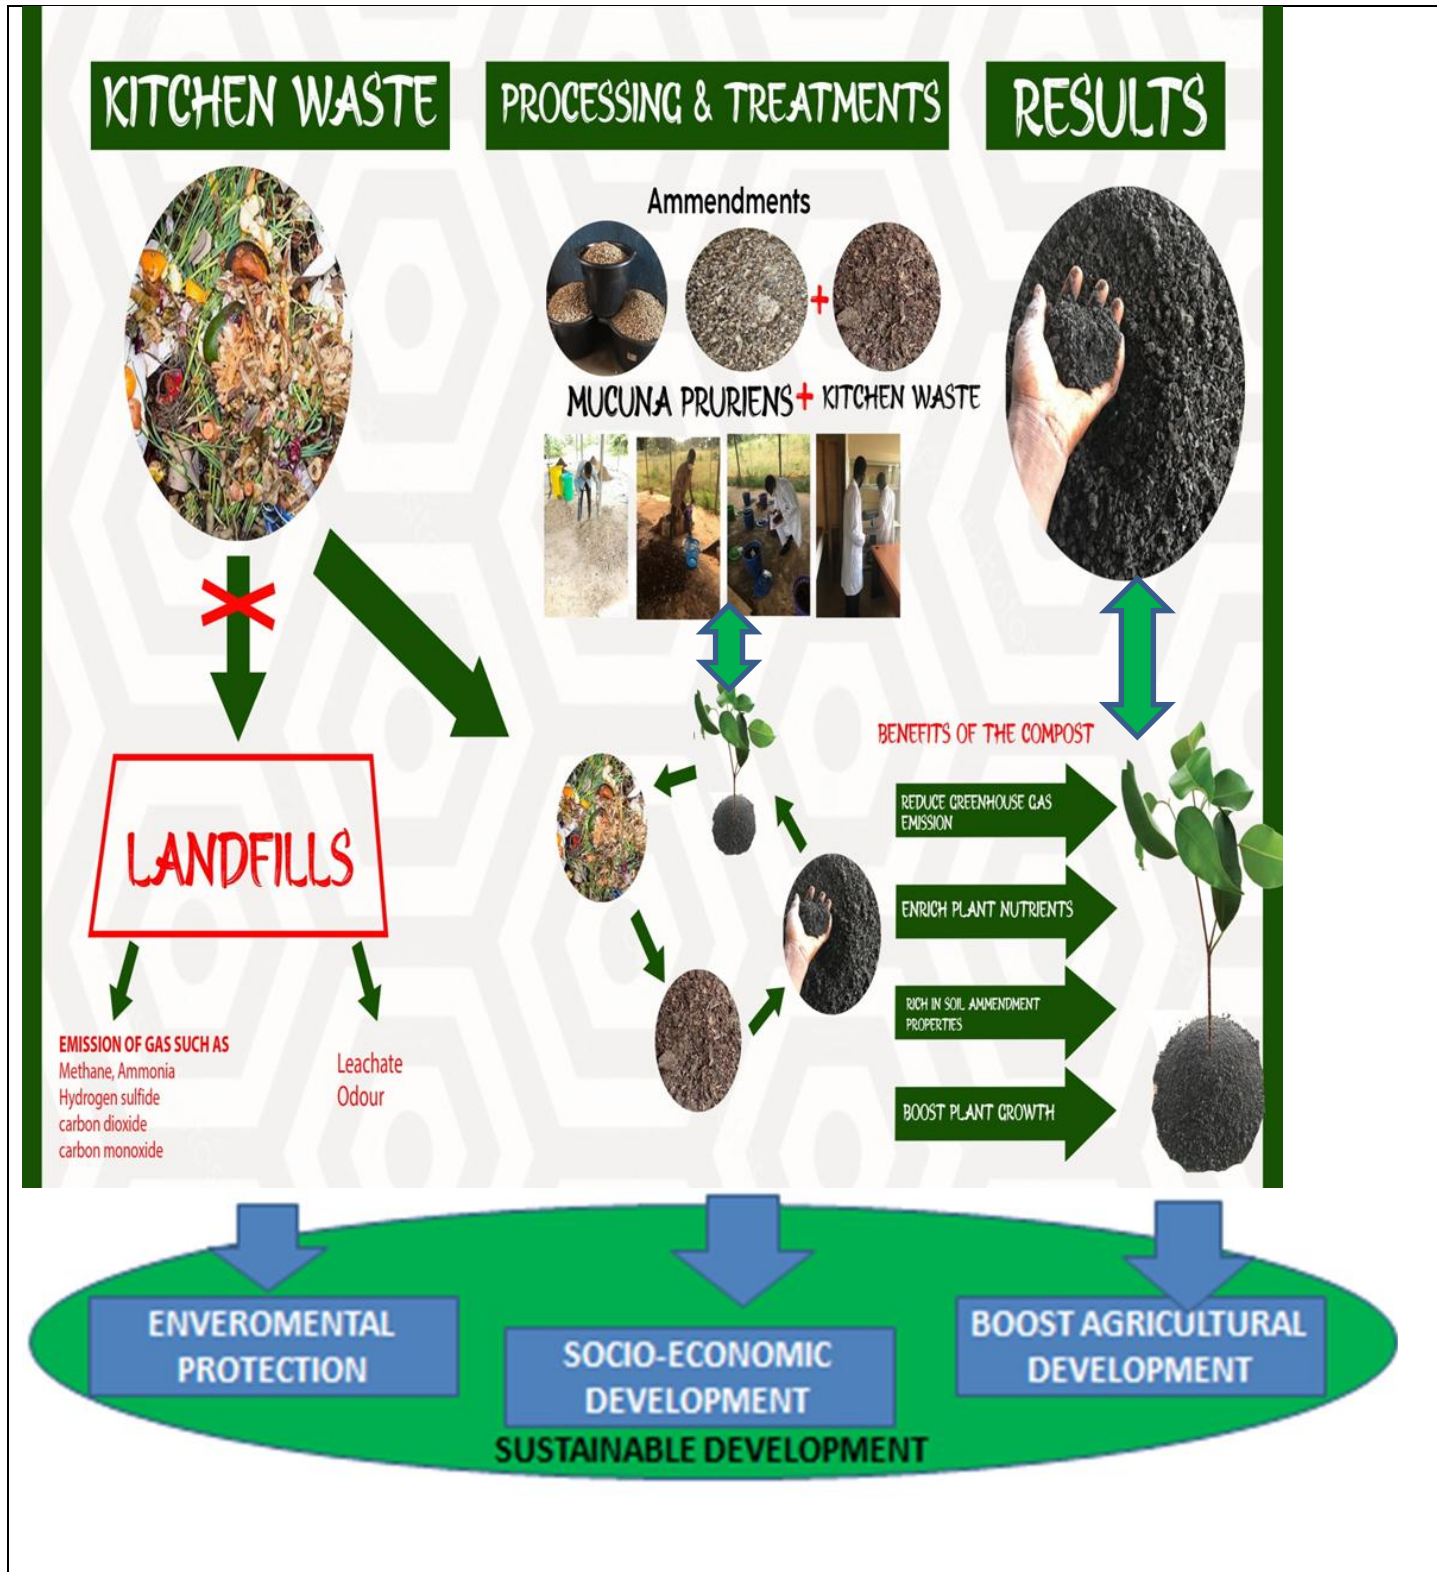 KITCHEN WASTE
PROCESSING & TREATMENTS
RESULTS
Ammendments
+
MUCUNA PRURIENS + KITCHEN WASTE
LANDFILLS
EMISSION OF GAS SUCH AS
Methane, Ammonia
Hydrogen sulfide
carbon dioxide
carbon monoxide
Leachate
Odour
BENEFITS OF THE COMPOST
REDUCE GREENHOUSE GAS
EMISSION
ENRICH PLANT NUTRIENTS
RICH IN SOIL AMMENDMENT
PROPERTIES
BOOST PLANT GROWTH
ENVEROMENTAL
PROTECTION
SOCIO-ECONOMIC
DEVELOPMENT
BOOST AGRICULTURAL
DEVELOPMENT
SUSTAINABLE DEVELOPMENT